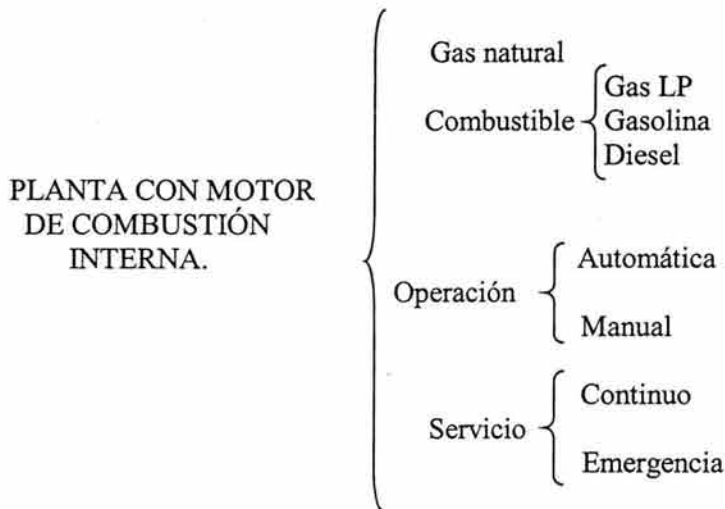 PLANTA CON MOTOR
DE COMBUSTIÓN
INTERNA.
Gas natural
Combustible
Gas LP
Gasolina
Diesel
Operación
Automática
Manual
Servicio
Continuo
Emergencia